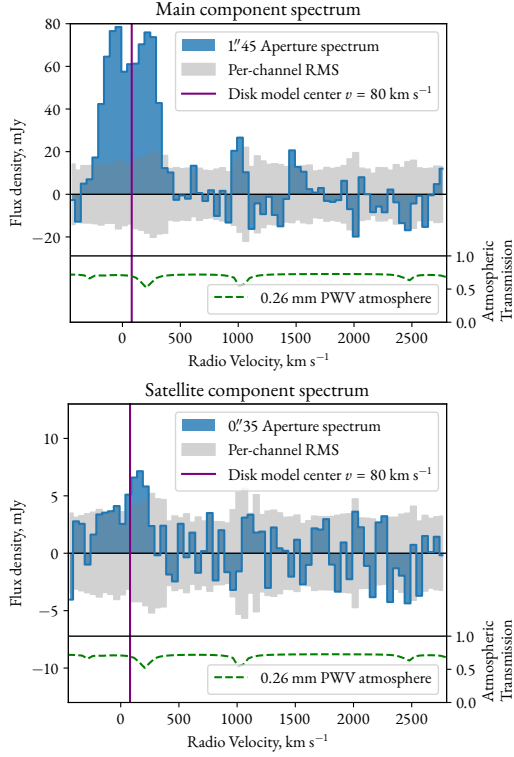 Main component spectrum
80
60
40
20
0
−20
Flux density, mJy
1″.45 Aperture spectrum
Per-channel RMS
Disk model center v = 80 km s⁻¹
1.0
0.5
0.0
Atmospheric
Transmission
0.26 mm PWV atmosphere
0 500 1000 1500 2000 2500
Radio Velocity, km s⁻¹
Satellite component spectrum
10
5
0
−5
−10
Flux density, mJy
0″.35 Aperture spectrum
Per-channel RMS
Disk model center v = 80 km s⁻¹
1.0
0.5
0.0
Atmospheric
Transmission
0.26 mm PWV atmosphere
0 500 1000 1500 2000 2500
Radio Velocity, km s⁻¹